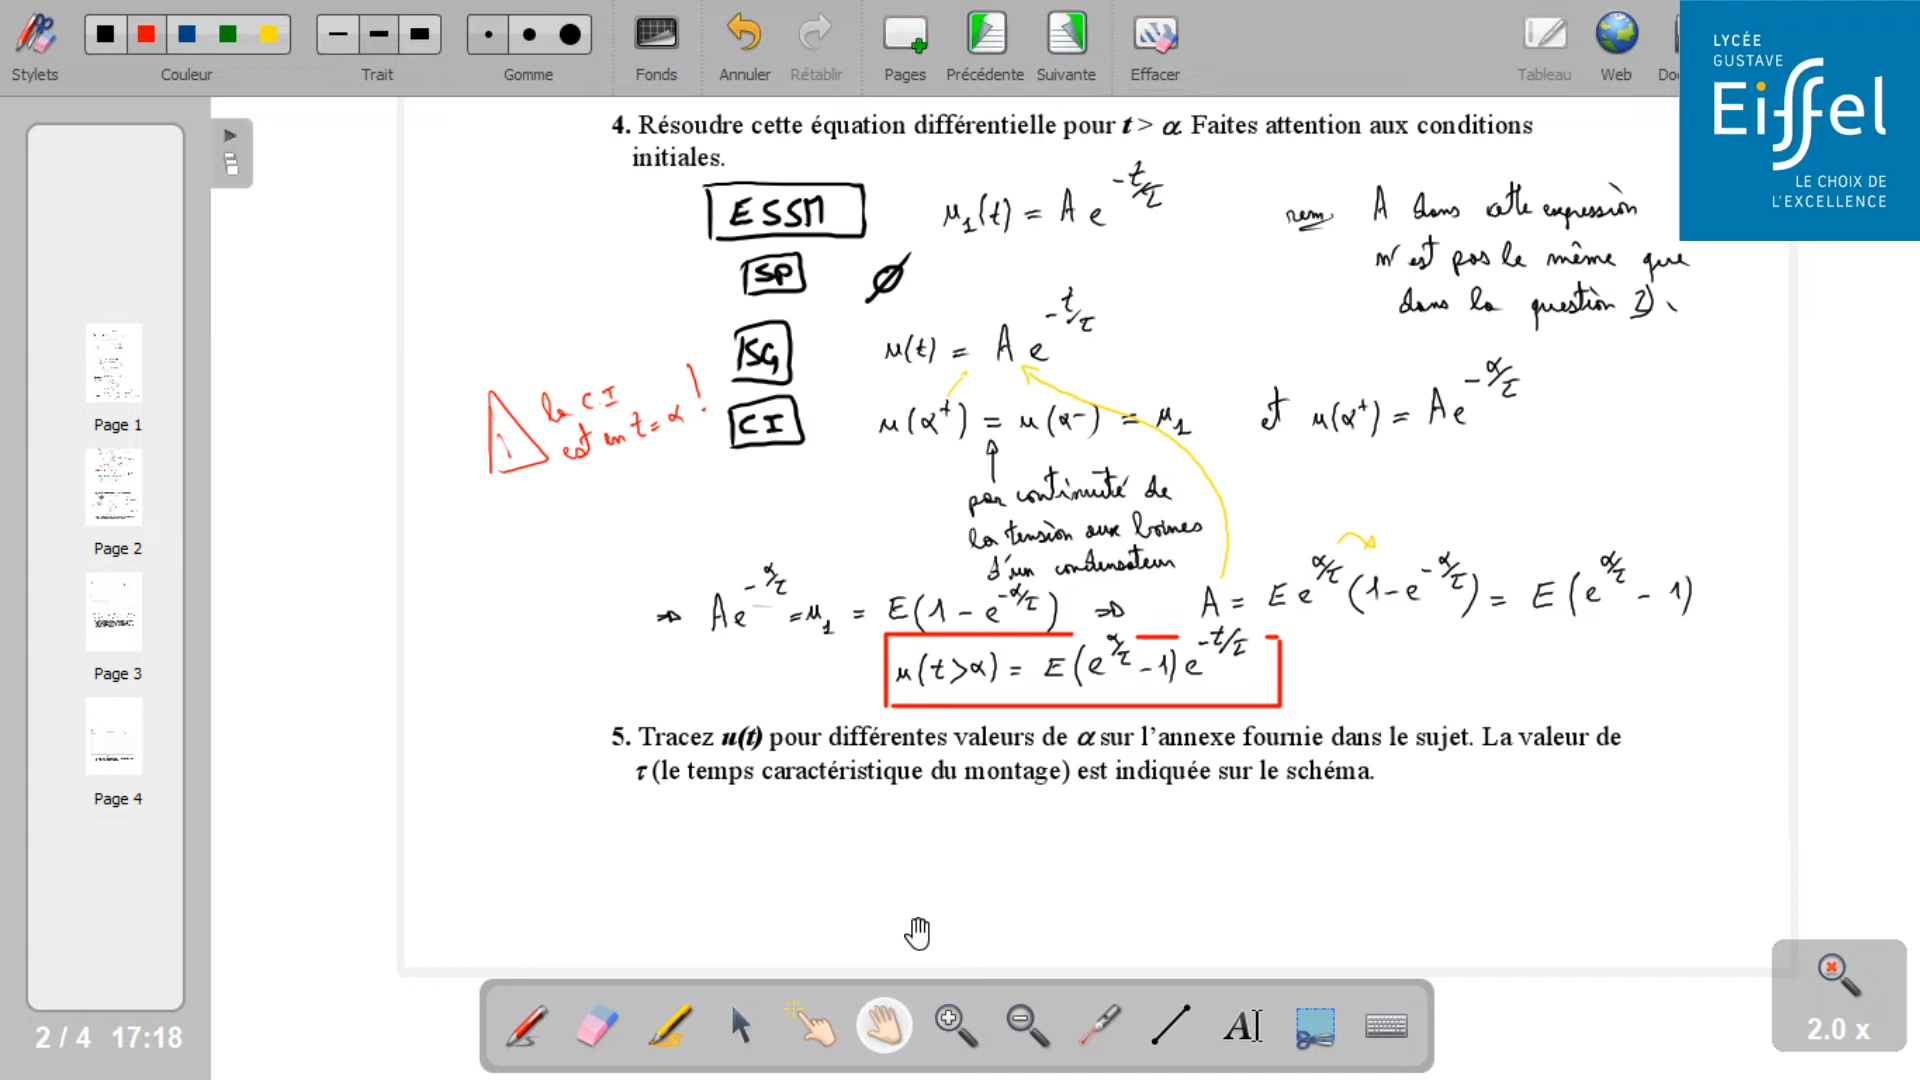 Stylets Couleur Trait Gomme Fonds Annuler Rétablir Pages Précédente Suivante Effacer Tableau Web
LYCÉE
GUSTAVE
Eiffel
LE CHOIX DE
L'EXCELLENCE
4. Résoudre cette équation différentielle pour t > α. Faites attention aux conditions
initiales.
ESSM u₁(t) = A e^(-t/τ)
rem A dans cette expression
n'est pas le même que
dans la question 2).
SP ∅
SG u(t) = A e^(-t/τ)
⚠ la C.I
est en t = α !
CI u(α⁺) = u(α⁻) = u₁ et u(α⁺) = A e^(-α/τ)
par continuité de
la tension aux bornes
d'un condensateur
⇒ A e^(-α/τ) = u₁ = E(1 - e^(-α/τ)) ⇒ A = E e^(α/τ) (1 - e^(-α/τ)) = E(e^(α/τ) - 1)
u(t>α) = E(e^(α/τ) - 1) e^(-t/τ)
5. Tracez u(t) pour différentes valeurs de α sur l'annexe fournie dans le sujet. La valeur de
τ (le temps caractéristique du montage) est indiquée sur le schéma.
Page 1
Page 2
Page 3
Page 4
2 / 4 17:18
2.0 x